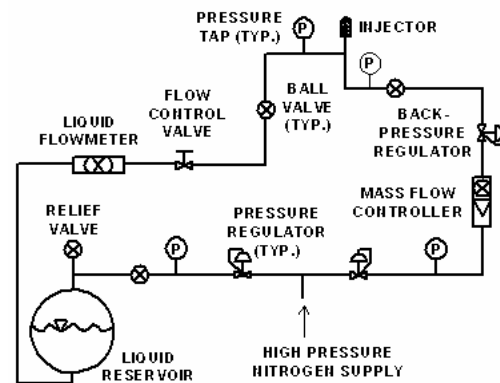 PRESSURE
TAP (TYP.)
P
INJECTOR
P
FLOW
CONTROL
VALVE
BALL
VALVE
(TYP.)
BACK-
PRESSURE
REGULATOR
LIQUID
FLOWMETER
MASS FLOW
CONTROLLER
RELIEF
VALVE
P
PRESSURE
REGULATOR
(TYP.)
P
LIQUID
RESERVOIR
HIGH PRESSURE
NITROGEN SUPPLY